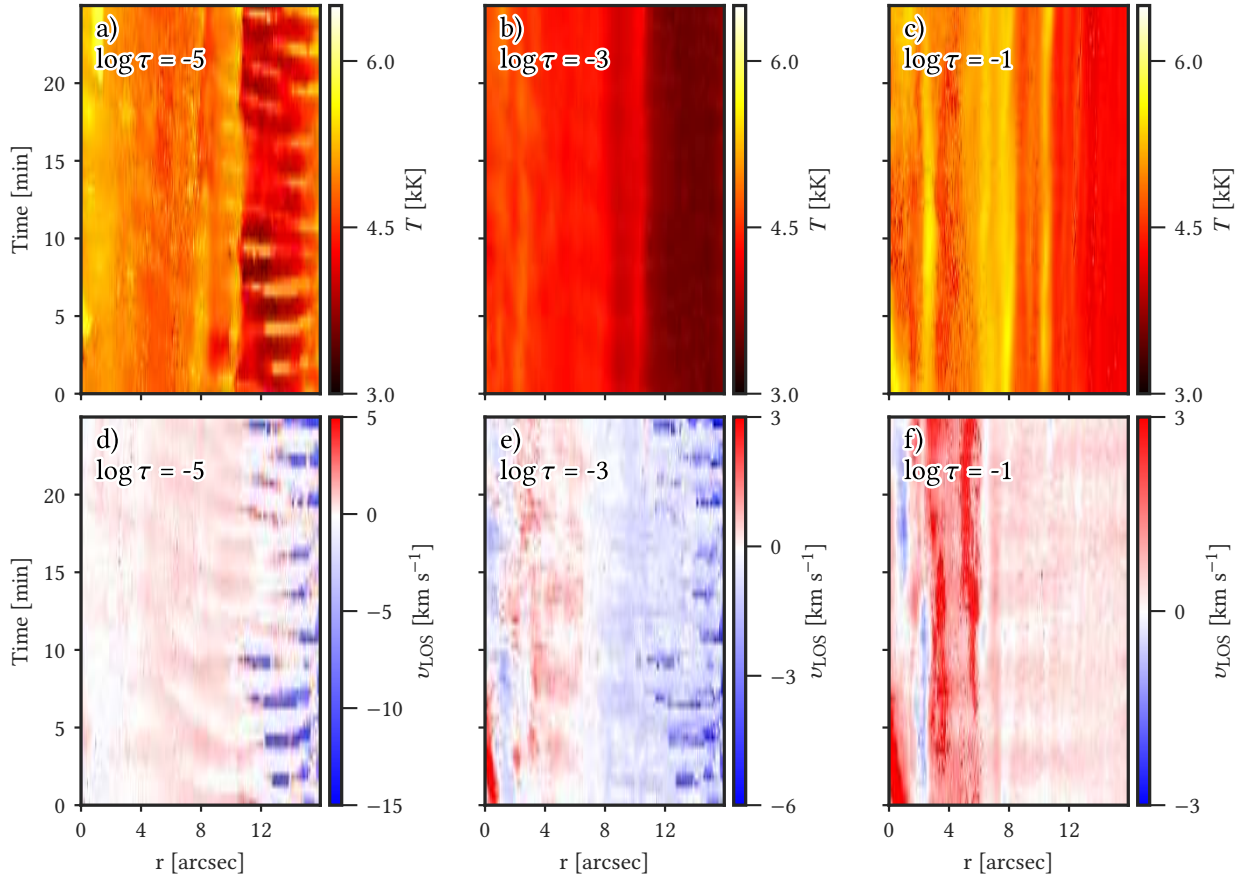 a)
log τ = -5
b)
log τ = -3
c)
log τ = -1
20
15
10
5
0
Time [min]
6.0
4.5
3.0
T [kK]
6.0
4.5
3.0
T [kK]
6.0
4.5
3.0
T [kK]
d)
log τ = -5
e)
log τ = -3
f)
log τ = -1
20
15
10
5
0
Time [min]
5
0
−5
−10
−15
υLOS [km s⁻¹]
3
0
−3
−6
υLOS [km s⁻¹]
3
0
−3
υLOS [km s⁻¹]
0 4 8 12
r [arcsec]
0 4 8 12
r [arcsec]
0 4 8 12
r [arcsec]